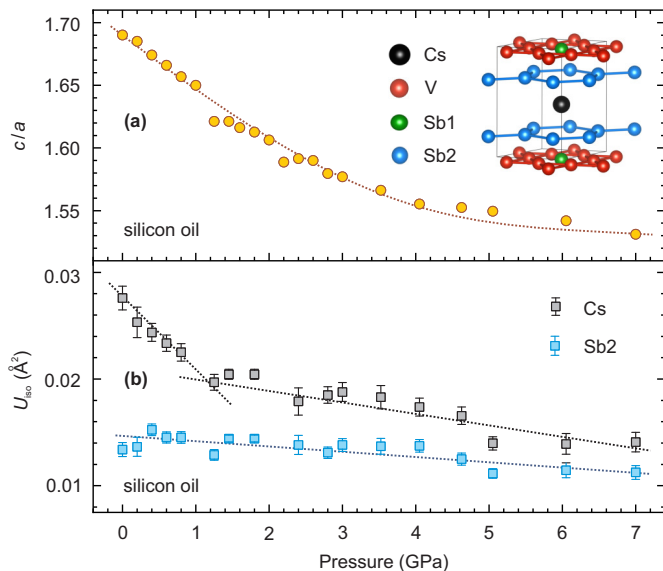 1.70
1.65
1.60
1.55
c/a
(a)
silicon oil
Cs
V
Sb1
Sb2
0.03
0.02
0.01
U_iso (Å²)
(b)
silicon oil
Cs
Sb2
0 1 2 3 4 5 6 7
Pressure (GPa)